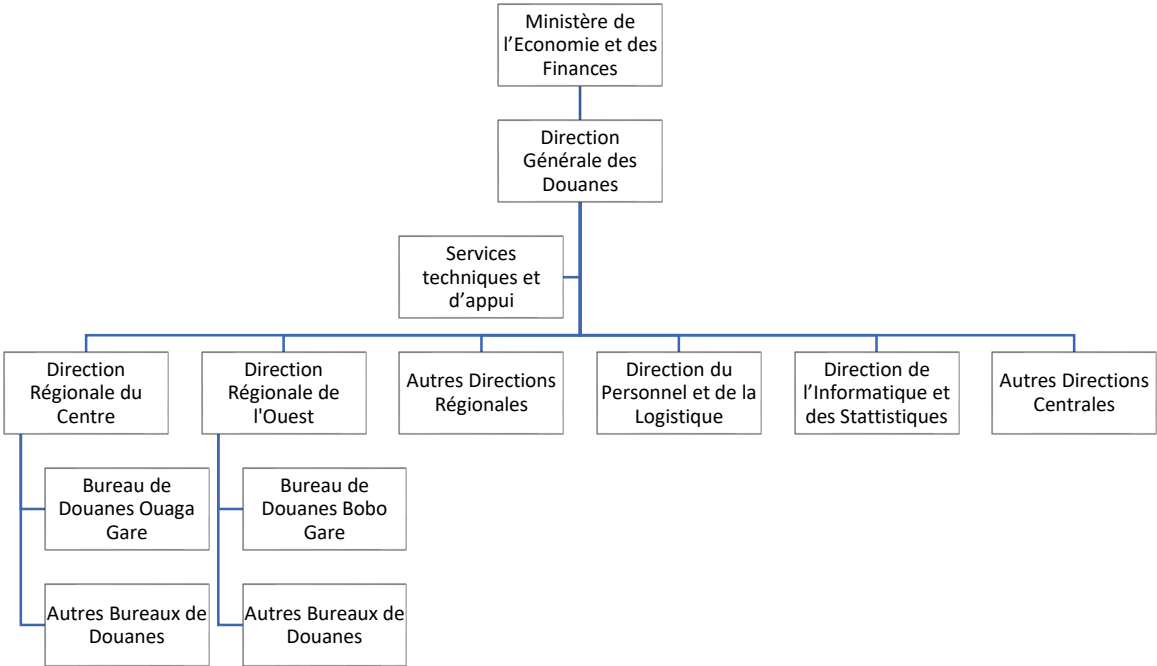 Ministère de
l’Economie et des
Finances
Direction
Générale des
Douanes
Services
techniques et
d’appui
Direction
Régionale du
Centre
Direction
Régionale de
l'Ouest
Autres Directions
Régionales
Direction du
Personnel et de la
Logistique
Direction de
l’Informatique et
des Stattistiques
Autres Directions
Centrales
Bureau de
Douanes Ouaga
Gare
Bureau de
Douanes Bobo
Gare
Autres Bureaux de
Douanes
Autres Bureaux de
Douanes